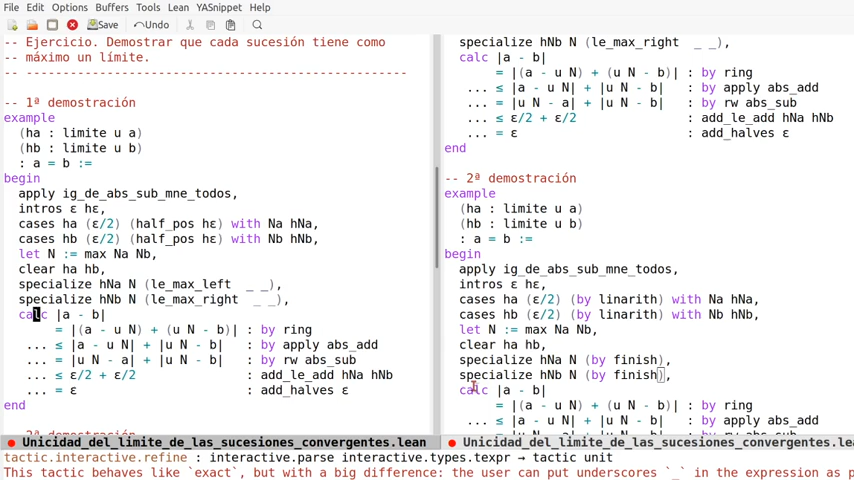 File Edit Options Buffers Tools Lean YASnippet Help
Save Undo
-- Ejercicio. Demostrar que cada sucesión tiene como
-- máximo un límite.
-- ---------------------------------------------------
-- 1ª demostración
example
(ha : limite u a)
(hb : limite u b)
: a = b :=
begin
apply ig_de_abs_sub_mne_todos,
intros ε hε,
cases ha (ε/2) (half_pos hε) with Na hNa,
cases hb (ε/2) (half_pos hε) with Nb hNb,
let N := max Na Nb,
clear ha hb,
specialize hNa N (le_max_left _ _),
specialize hNb N (le_max_right _ _),
calc |a - b|
= |(a - u N) + (u N - b)| : by ring
... ≤ |a - u N| + |u N - b| : by apply abs_add
... = |u N - a| + |u N - b| : by rw abs_sub
... ≤ ε/2 + ε/2 : add_le_add hNa hNb
... = ε : add_halves ε
end
-- 2ª demostración
Unicidad_del_limite_de_las_sucesiones_convergentes.lean
specialize hNb N (le_max_right _ _),
calc |a - b|
= |(a - u N) + (u N - b)| : by ring
... ≤ |a - u N| + |u N - b| : by apply abs_add
... = |u N - a| + |u N - b| : by rw abs_sub
... ≤ ε/2 + ε/2 : add_le_add hNa hNb
... = ε : add_halves ε
end
-- 2ª demostración
example
(ha : limite u a)
(hb : limite u b)
: a = b :=
begin
apply ig_de_abs_sub_mne_todos,
intros ε hε,
cases ha (ε/2) (by linarith) with Na hNa,
cases hb (ε/2) (by linarith) with Nb hNb,
let N := max Na Nb,
clear ha hb,
specialize hNa N (by finish),
specialize hNb N (by finish),
calc |a - b|
= |(a - u N) + (u N - b)| : by ring
... ≤ |a - u N| + |u N - b| : by apply abs_add
... = |u N - a| + |u N - b| : by rw abs_sub
Unicidad_del_limite_de_las_sucesiones_convergentes.lea
tactic.interactive.refine : interactive.parse interactive.types.texpr → tactic unit
This tactic behaves like `exact`, but with a big difference: the user can put underscores `_` in the expression as p